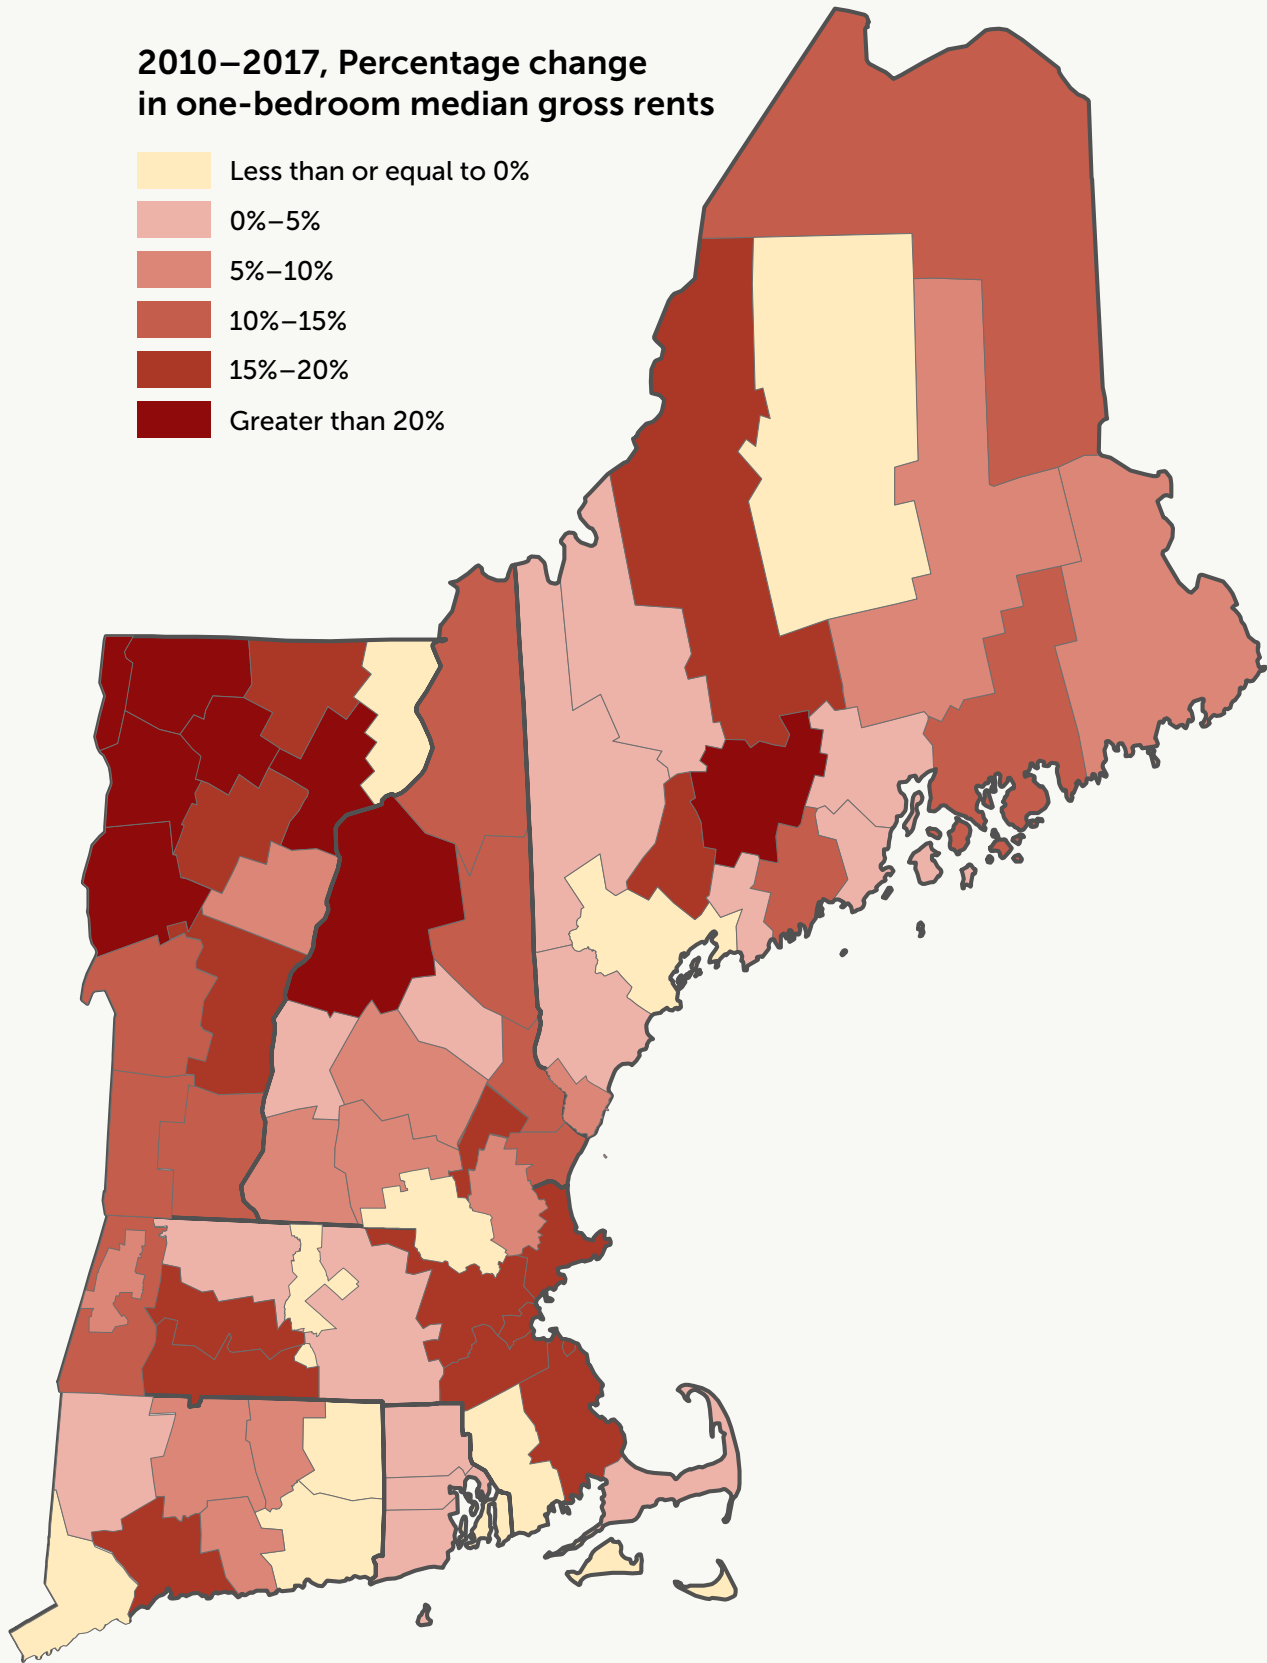 2010–2017, Percentage change
in one-bedroom median gross rents
Less than or equal to 0%
0%–5%
5%–10%
10%–15%
15%–20%
Greater than 20%